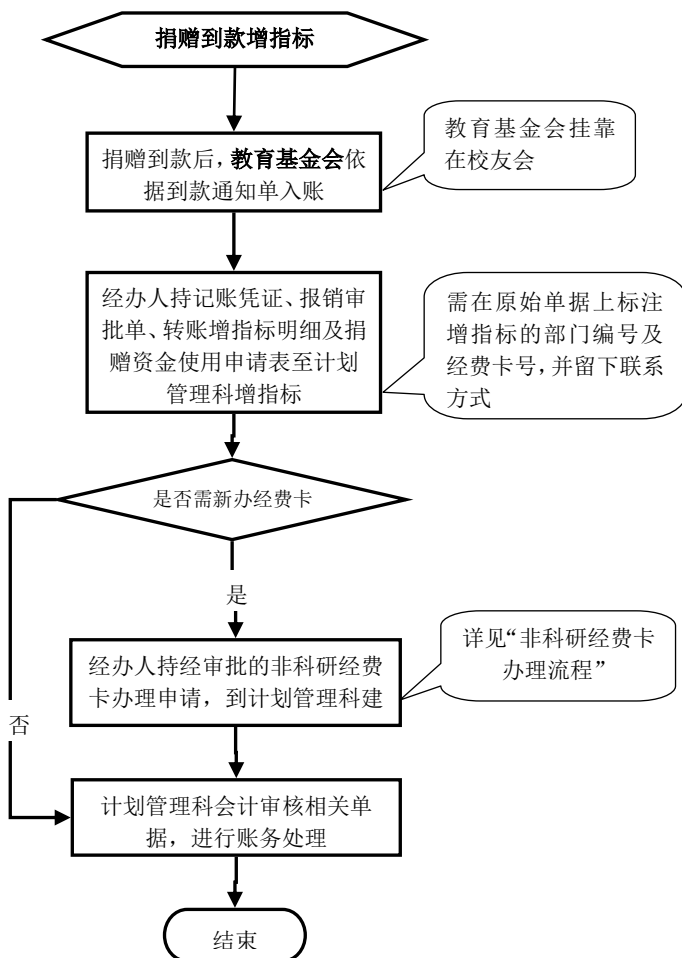 捐赠到款增指标
捐赠到款后，教育基金会依
据到款通知单入账
教育基金会挂靠
在校友会
经办人持记账凭证、报销审
批单、转账增指标明细及捐
赠资金使用申请表至计划
管理科增指标
需在原始单据上标注
增指标的部门编号及
经费卡号，并留下联系
方式
是否需新办经费卡
是
否
经办人持经审批的非科研经费
卡办理申请，到计划管理科建
详见“非科研经费卡
办理流程”
计划管理科会计审核相关单
据，进行账务处理
结束